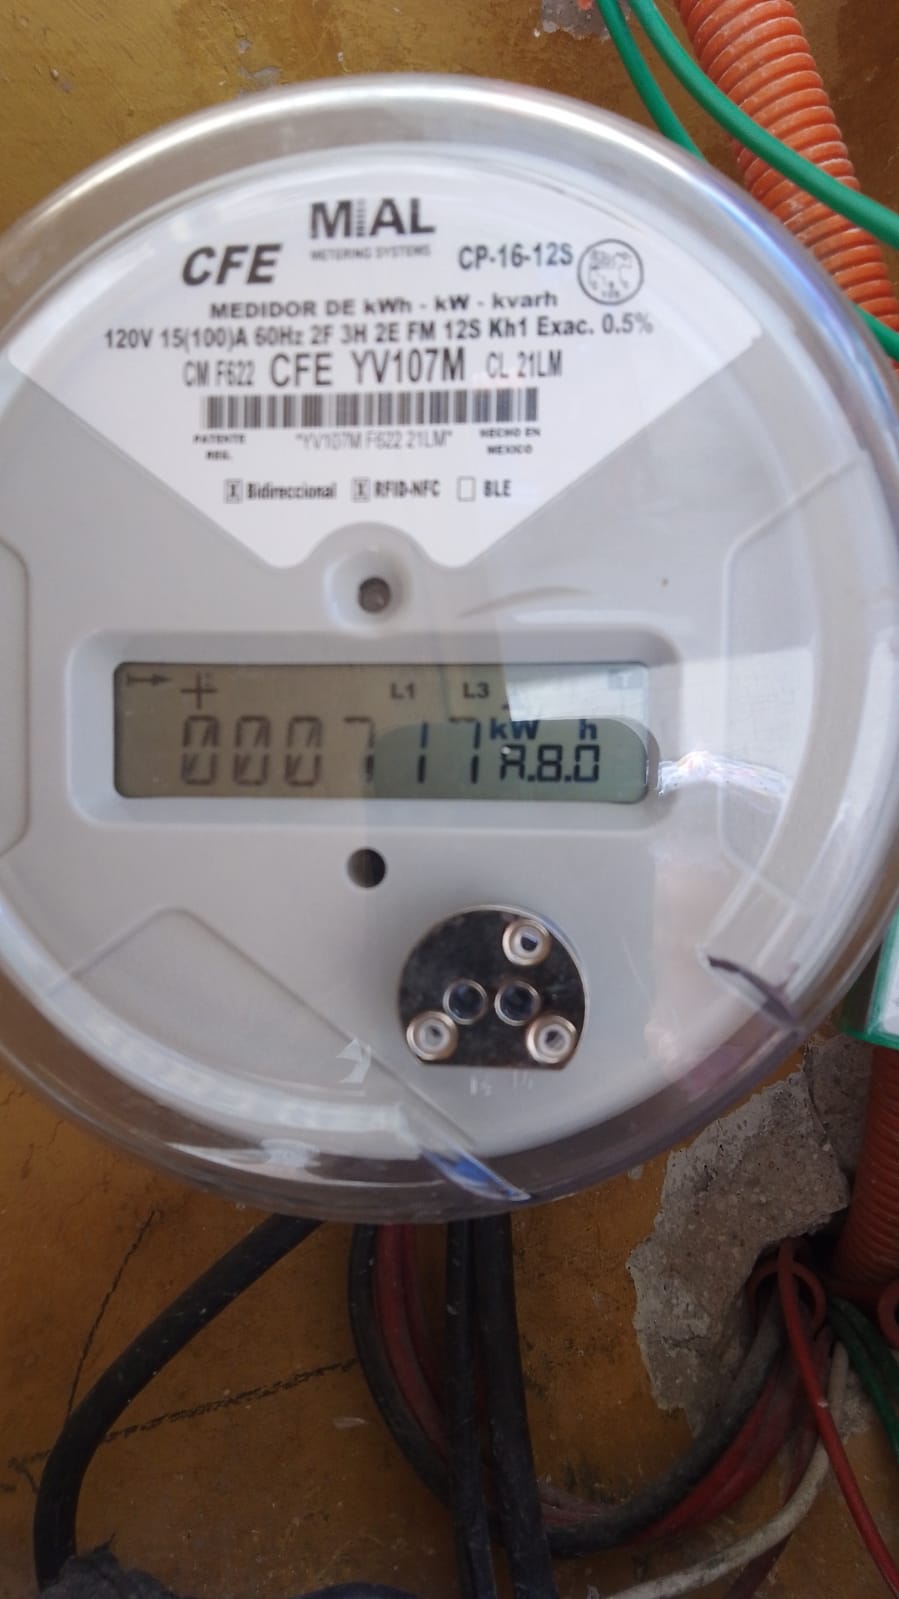 MIAL
METERING SYSTEMS
CFE
CP-16-12S
MEDIDOR DE kWh - kW - kvarh
120V 15(100)A 60Hz 2F 3H 2E FM 12S Kh1 Exac. 0.5%
CM F622 CFE YV107M CL 21LM
PATENTE REG.
"YV107M F622 21LM"
HECHO EN MEXICO
X Bidireccional X RFID-NFC BLE
+ L1 L3
kW h
000717 A.8.0